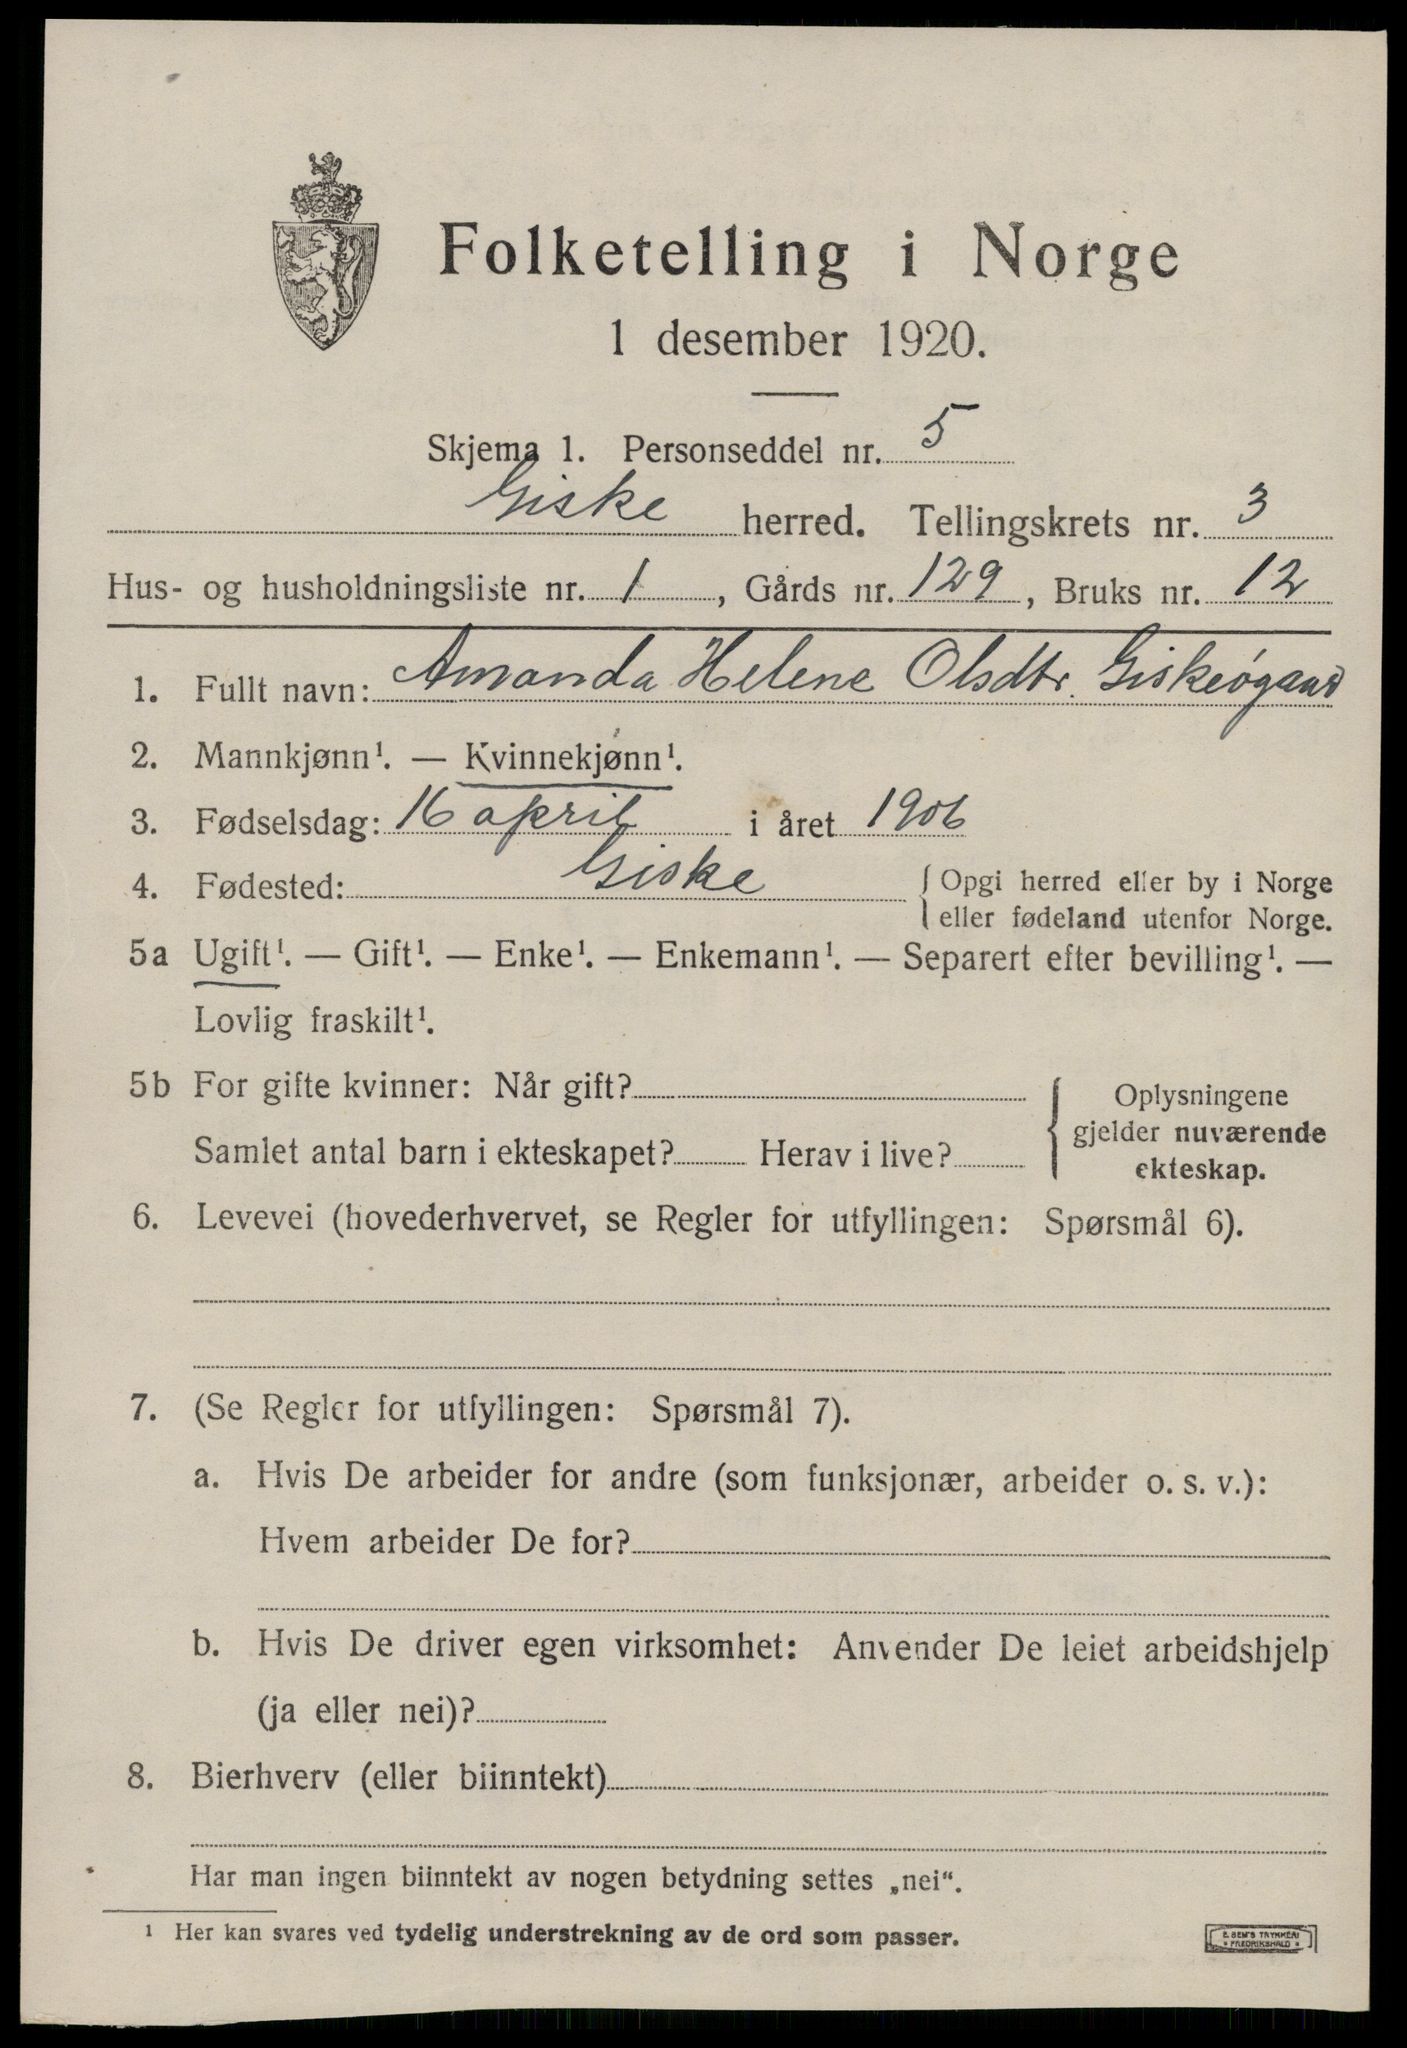 Folketelling i Norge
1 desember 1920.
Skjema 1. Personseddel nr. 5
Giske herred. Tellingskrets nr. 3
Hus- og husholdningsliste nr. 1, Gårds nr. 129, Bruks nr. 12
1. Fullt navn: Amanda Helene Olsdtr. Giskeøgaard
2. Mannkjønn¹. — Kvinnekjønn¹.
3. Fødselsdag: 16 april i året 1906
4. Fødested: Giske { Opgi herred eller by i Norge
eller fødeland utenfor Norge.
5a Ugift¹. — Gift¹. — Enke¹. — Enkemann¹. — Separert efter bevilling¹. —
Lovlig fraskilt¹.
5b For gifte kvinner: Når gift?
Samlet antal barn i ekteskapet? Herav i live?
Oplysningene
gjelder nuværende
ekteskap.
6. Levevei (hovederhvervet, se Regler for utfyllingen: Spørsmål 6).
7. (Se Regler for utfyllingen: Spørsmål 7).
a. Hvis De arbeider for andre (som funksjonær, arbeider o. s. v.):
Hvem arbeider De for?
b. Hvis De driver egen virksomhet: Anvender De leiet arbeidshjelp
(ja eller nei)?
8. Bierhverv (eller biinntekt)
Har man ingen biinntekt av nogen betydning settes „nei“.
¹ Her kan svares ved tydelig understrekning av de ord som passer.
E. SEM'S TRYKKERI
FREDRIKSHALD